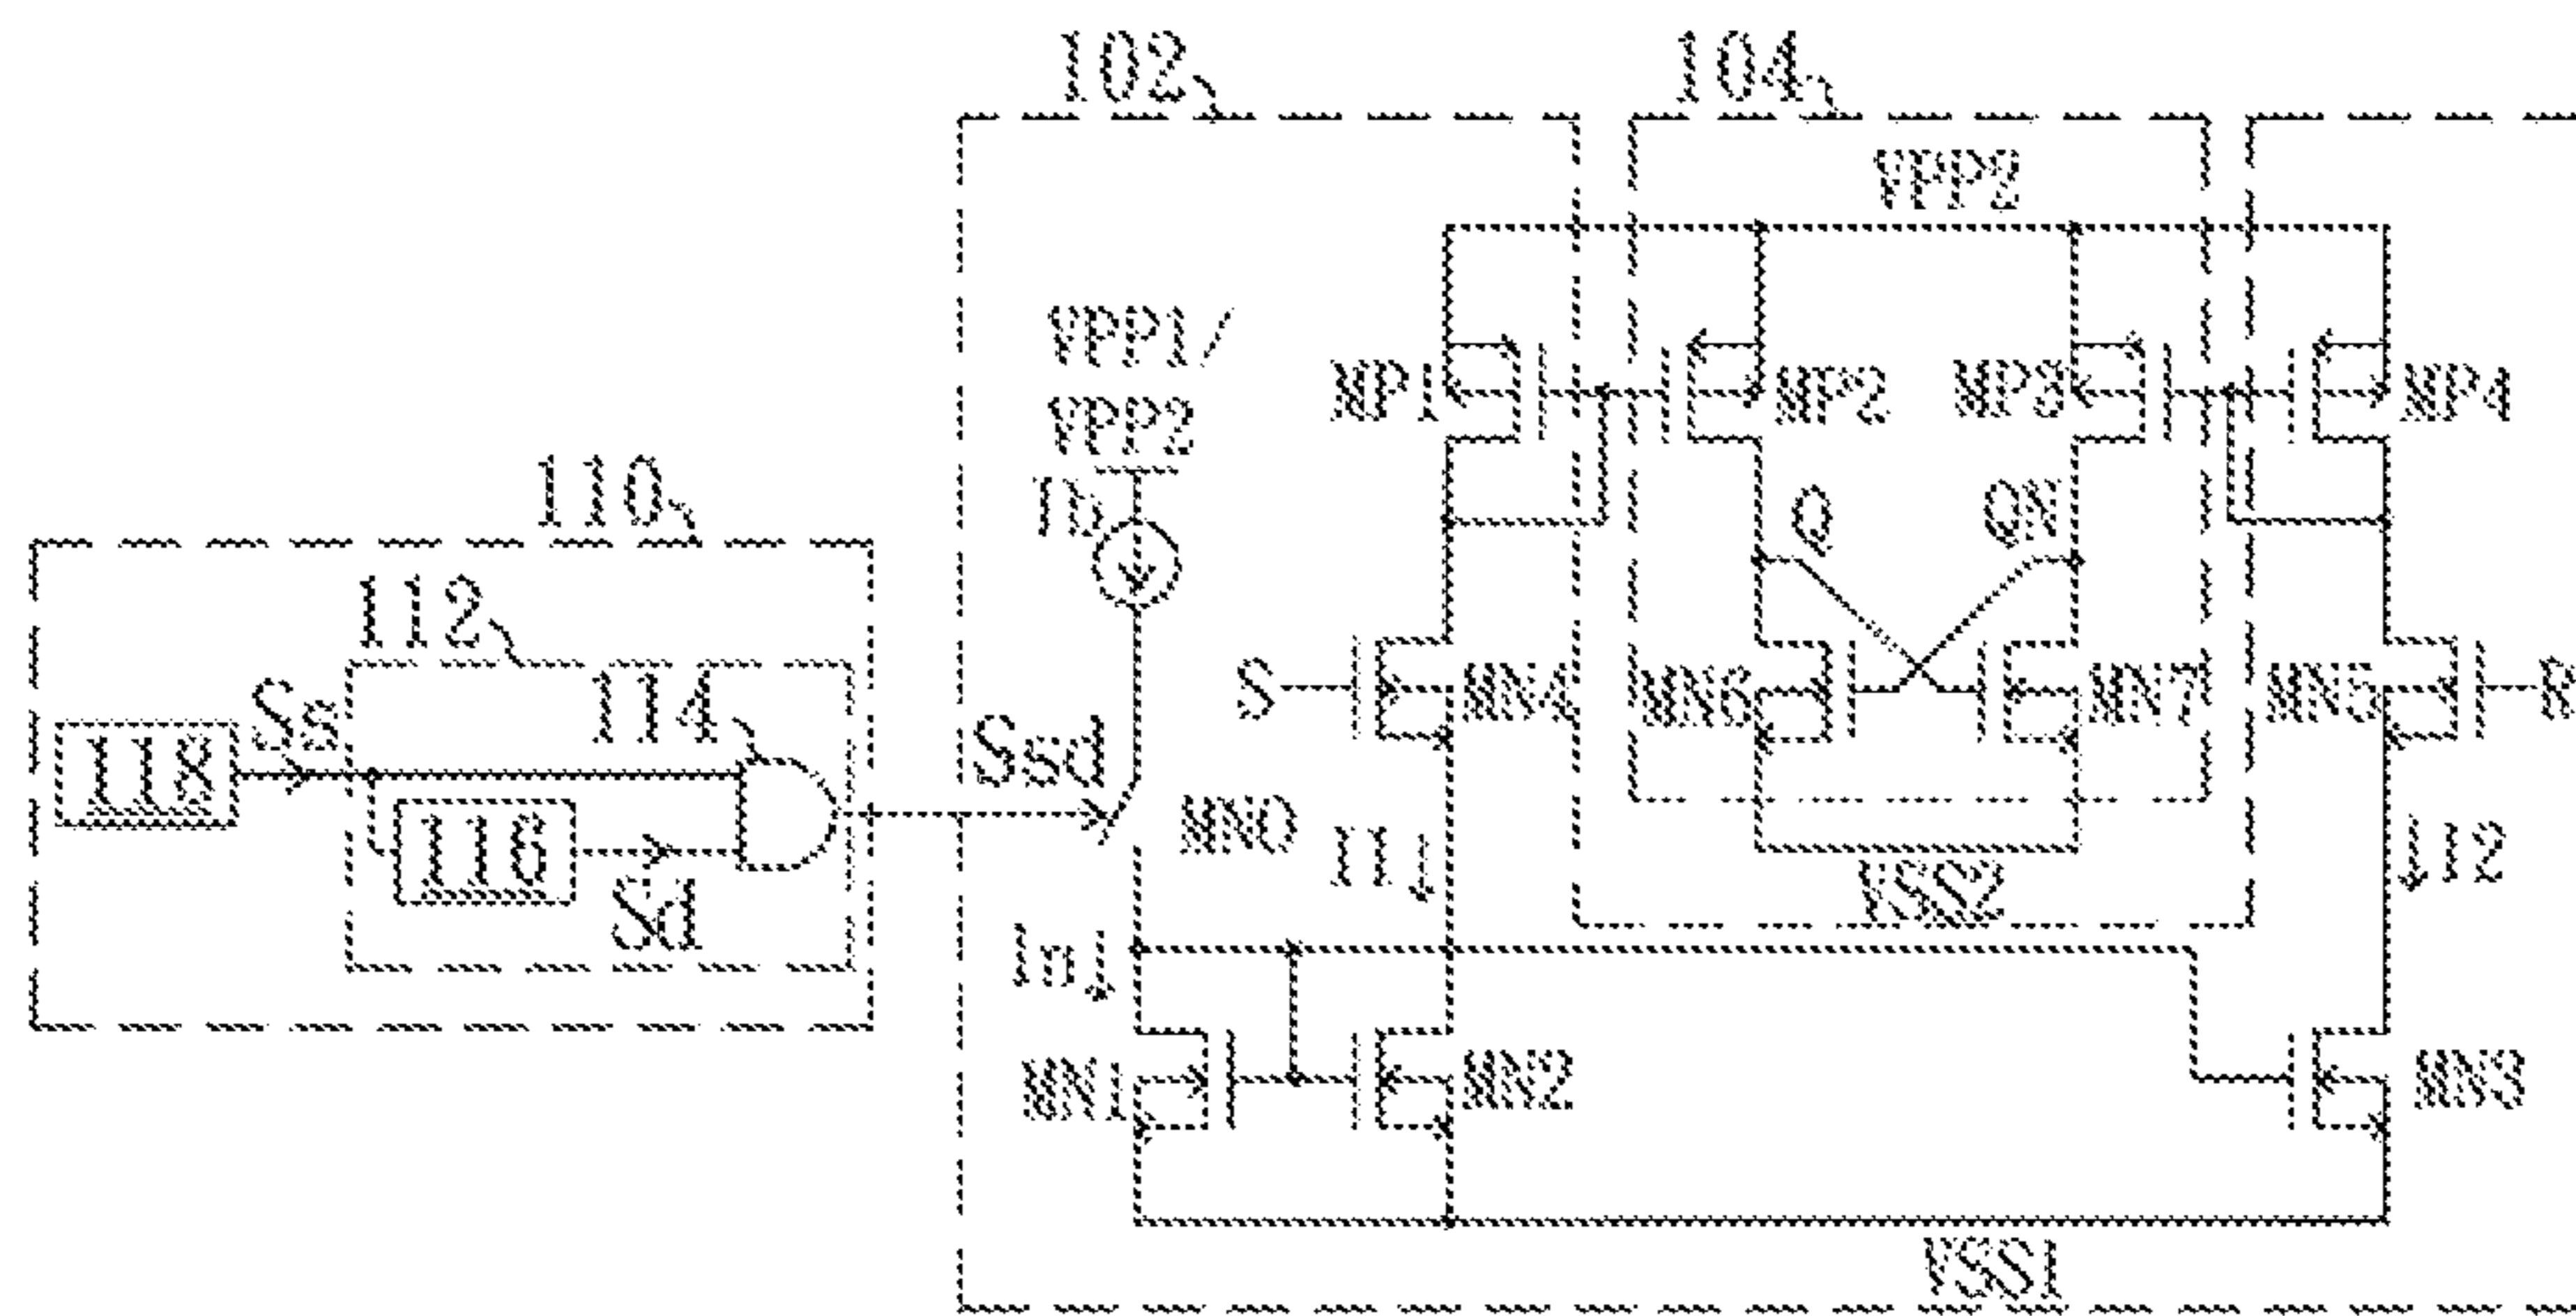 102
104
VPP2
VPP1/
VPP2
MP1
MP2
MP3
MP4
110
Ib
Q
QN
112
Ss
114
118
S
MN4
MN6
MN7
MN5
R
Ssd
116
MN0
I1
I2
Sd
VSS2
In
MN1
MN2
MN3
VSS1